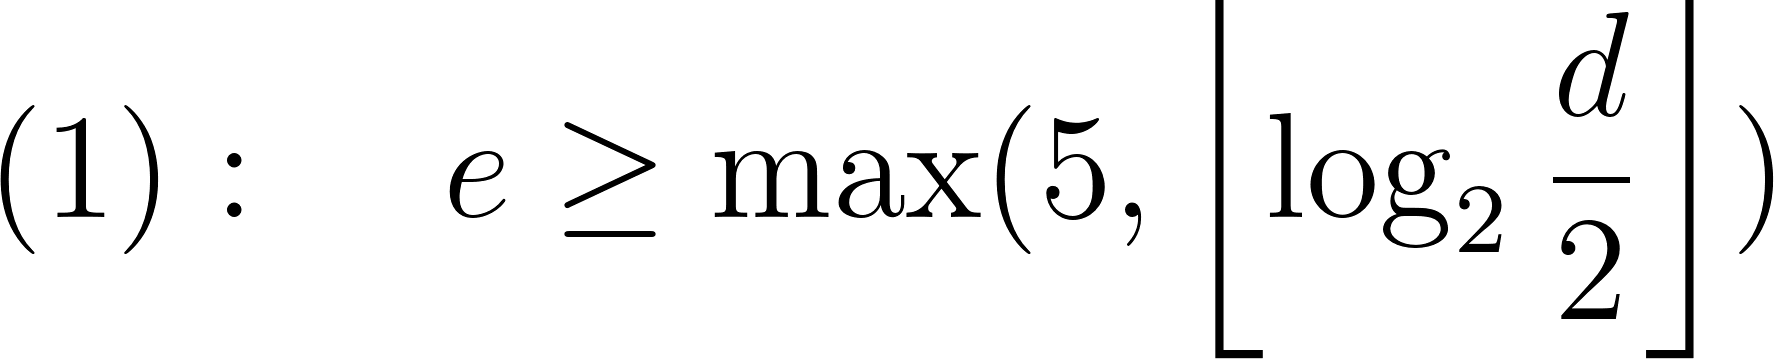 (1) : e ≥ max(5, ⌊log₂ d/2⌋)